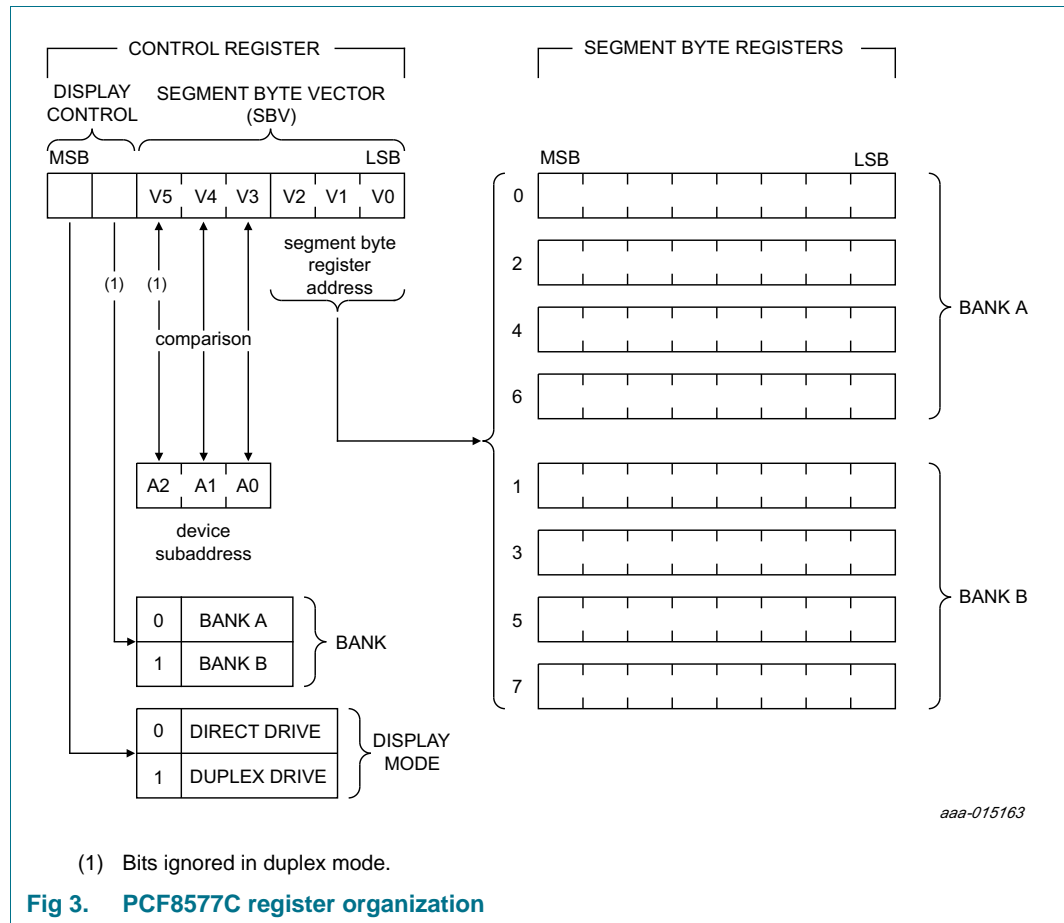 CONTROL REGISTER
SEGMENT BYTE REGISTERS
DISPLAY
CONTROL
SEGMENT BYTE VECTOR
(SBV)
MSB
LSB
V5 V4 V3 V2 V1 V0
MSB
LSB
0
2
4
6
BANK A
segment byte
register
address
(1)
(1)
comparison
A2 A1 A0
device
subaddress
1
3
5
7
BANK B
0 BANK A
1 BANK B
BANK
0 DIRECT DRIVE
1 DUPLEX DRIVE
DISPLAY
MODE
aaa-015163
(1) Bits ignored in duplex mode.
Fig 3. PCF8577C register organization